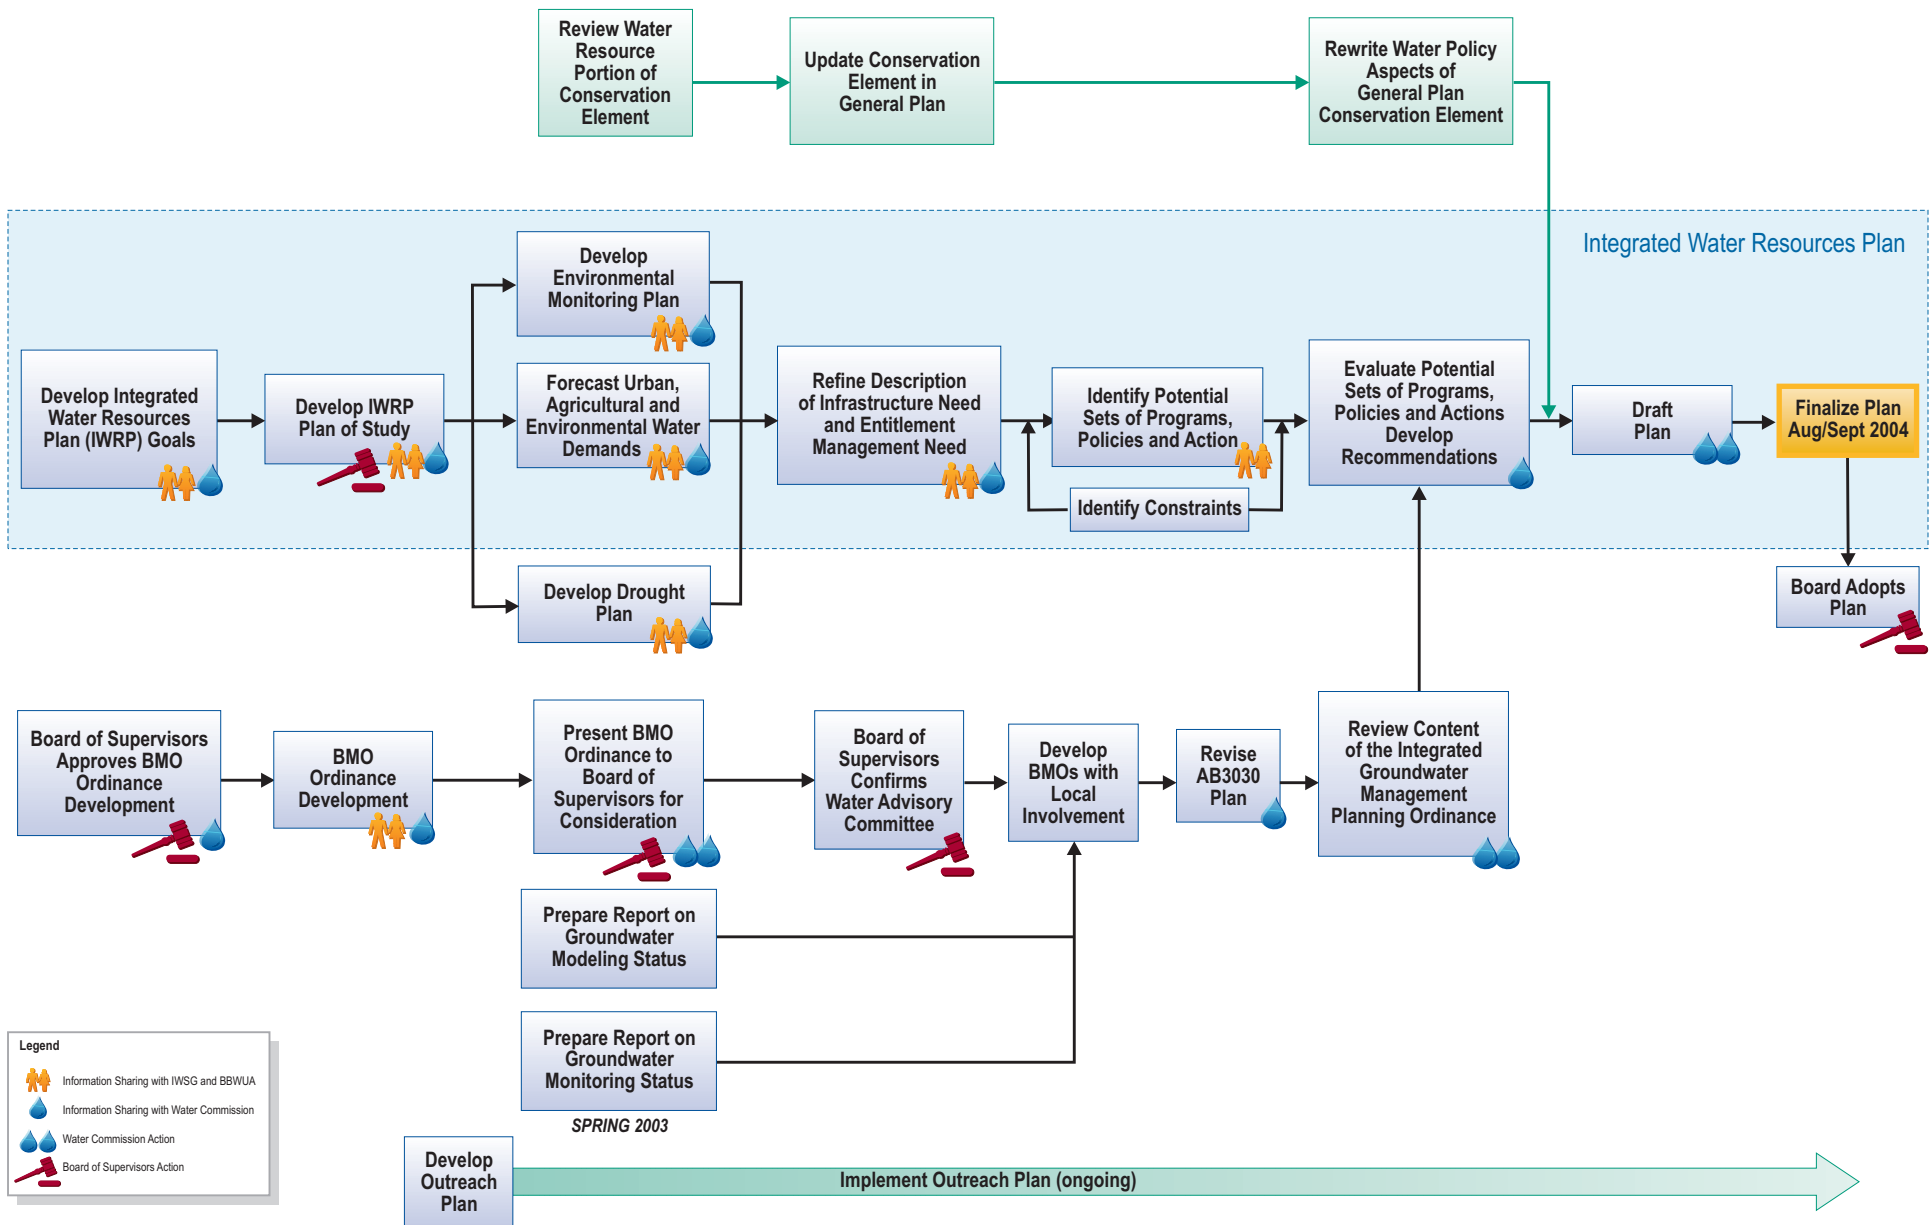 Review Water
Resource
Portion of
Conservation
Element
Update Conservation
Element in
General Plan
Rewrite Water Policy
Aspects of
General Plan
Conservation Element
Integrated Water Resources Plan
Develop Integrated
Water Resources
Plan (IWRP) Goals
Develop IWRP
Plan of Study
Develop
Environmental
Monitoring Plan
Forecast Urban,
Agricultural and
Environmental Water
Demands
Develop Drought
Plan
Refine Description
of Infrastructure Need
and Entitlement
Management Need
Identify Potential
Sets of Programs,
Policies and Action
Identify Constraints
Evaluate Potential
Sets of Programs,
Policies and Actions
Develop
Recommendations
Draft
Plan
Finalize Plan
Aug/Sept 2004
Board Adopts
Plan
Board of Supervisors
Approves BMO
Ordinance
Development
BMO
Ordinance
Development
Present BMO
Ordinance to
Board of
Supervisors for
Consideration
Board of
Supervisors
Confirms
Water Advisory
Committee
Develop
BMOs with
Local
Involvement
Revise
AB3030
Plan
Review Content
of the Integrated
Groundwater
Management
Planning Ordinance
Prepare Report on
Groundwater
Modeling Status
Prepare Report on
Groundwater
Monitoring Status
SPRING 2003
Legend
Information Sharing with IWSG and BBWUA
Information Sharing with Water Commission
Water Commission Action
Board of Supervisors Action
Develop
Outreach
Plan
Implement Outreach Plan (ongoing)